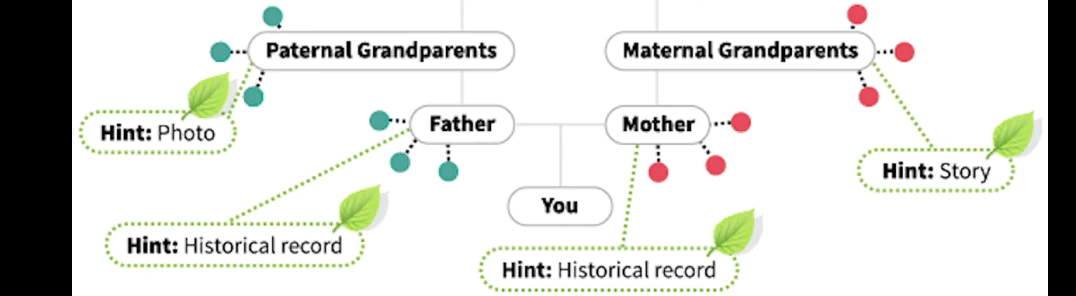 Paternal Grandparents
Maternal Grandparents
Hint: Photo
Father
Mother
Hint: Story
You
Hint: Historical record
Hint: Historical record